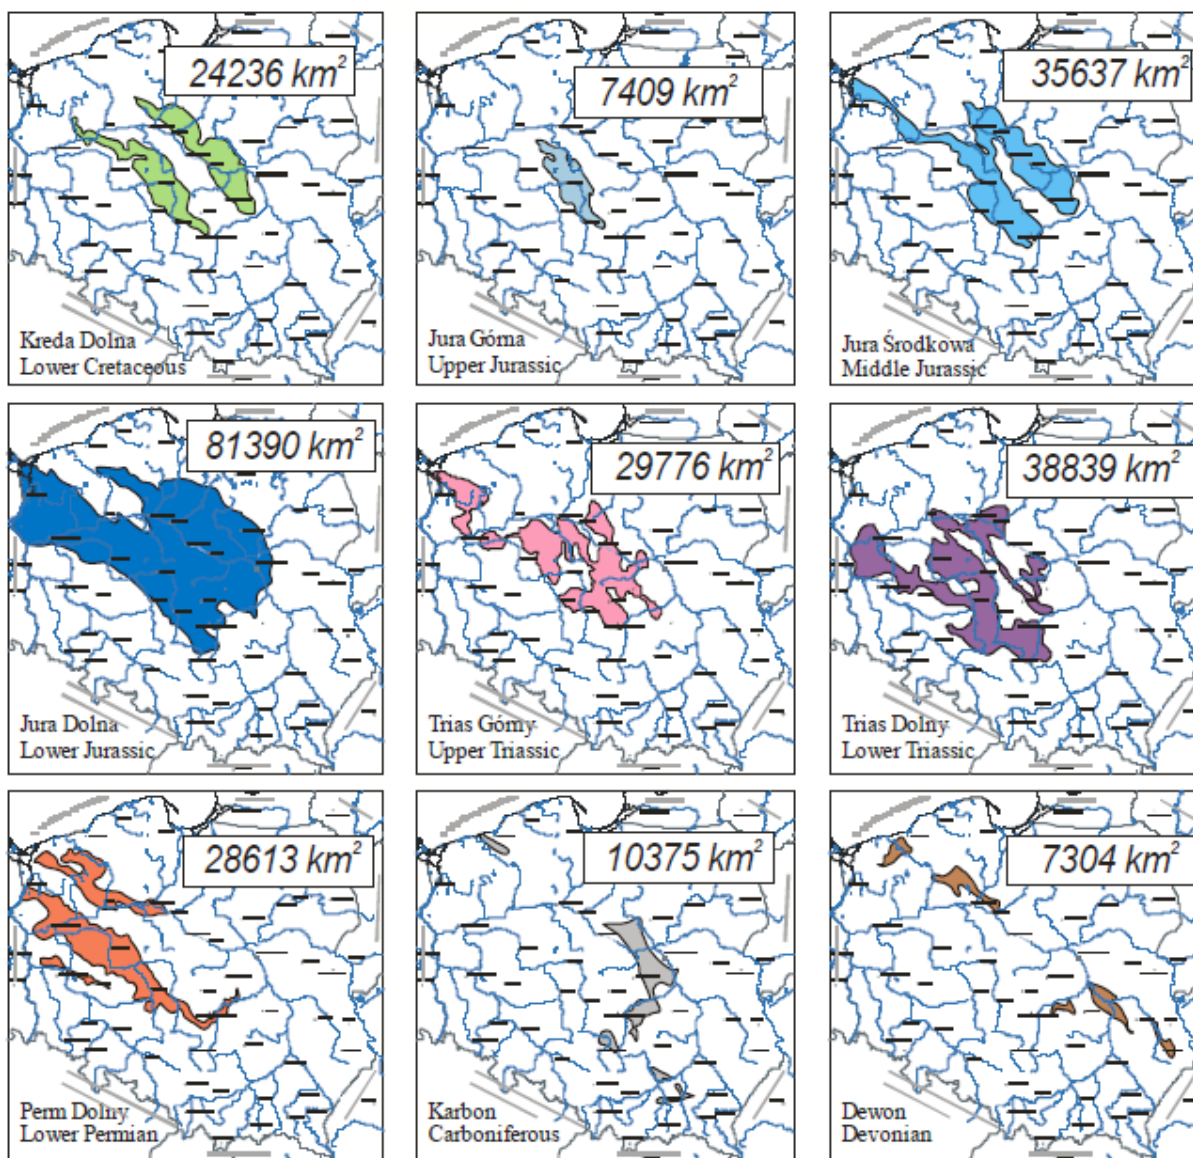 24236 km²
Kreda Dolna
Lower Cretaceous
7409 km²
Jura Górna
Upper Jurassic
35637 km²
Jura Środkowa
Middle Jurassic
81390 km²
Jura Dolna
Lower Jurassic
29776 km²
Trias Górny
Upper Triassic
38839 km²
Trias Dolny
Lower Triassic
28613 km²
Perm Dolny
Lower Permian
10375 km²
Karbon
Carboniferous
7304 km²
Dewon
Devonian